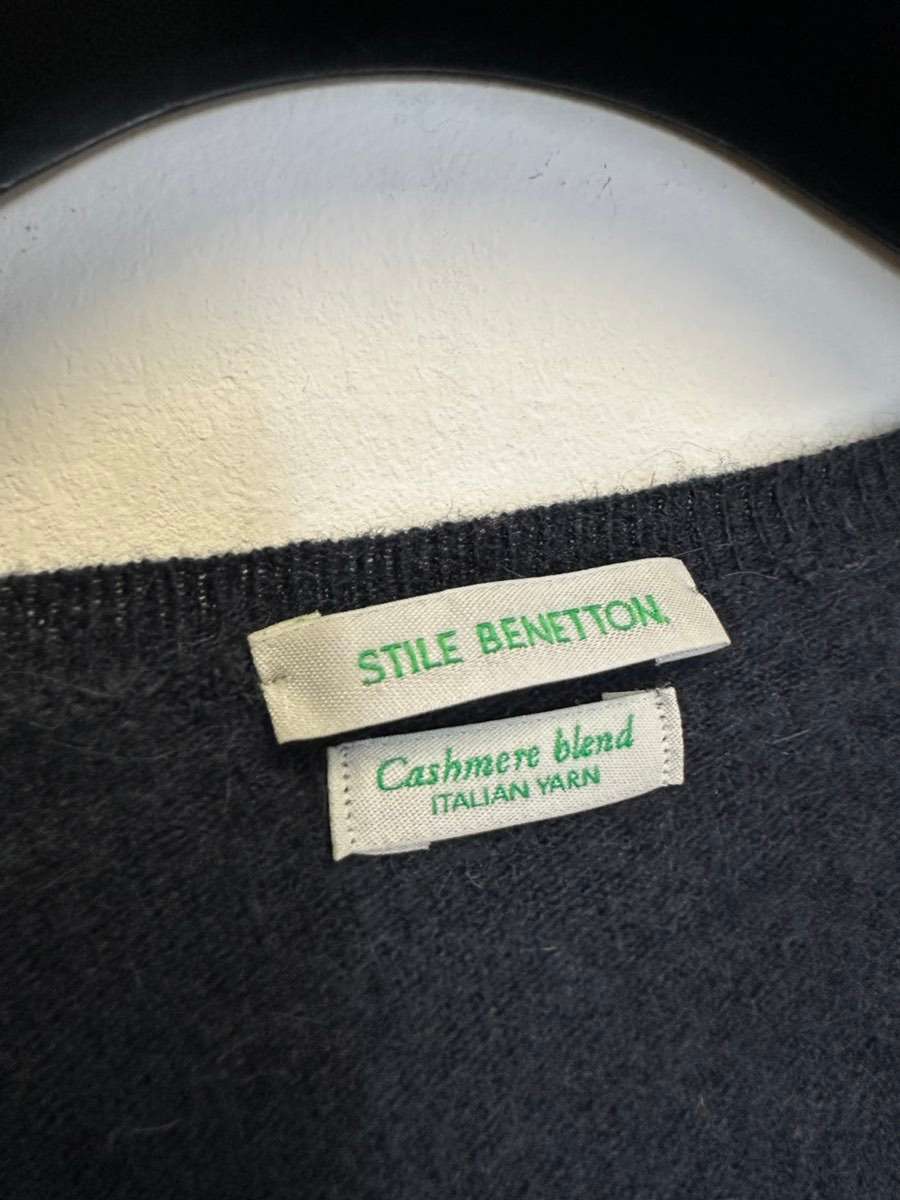 STILE BENETTON.
Cashmere blend
ITALIAN YARN